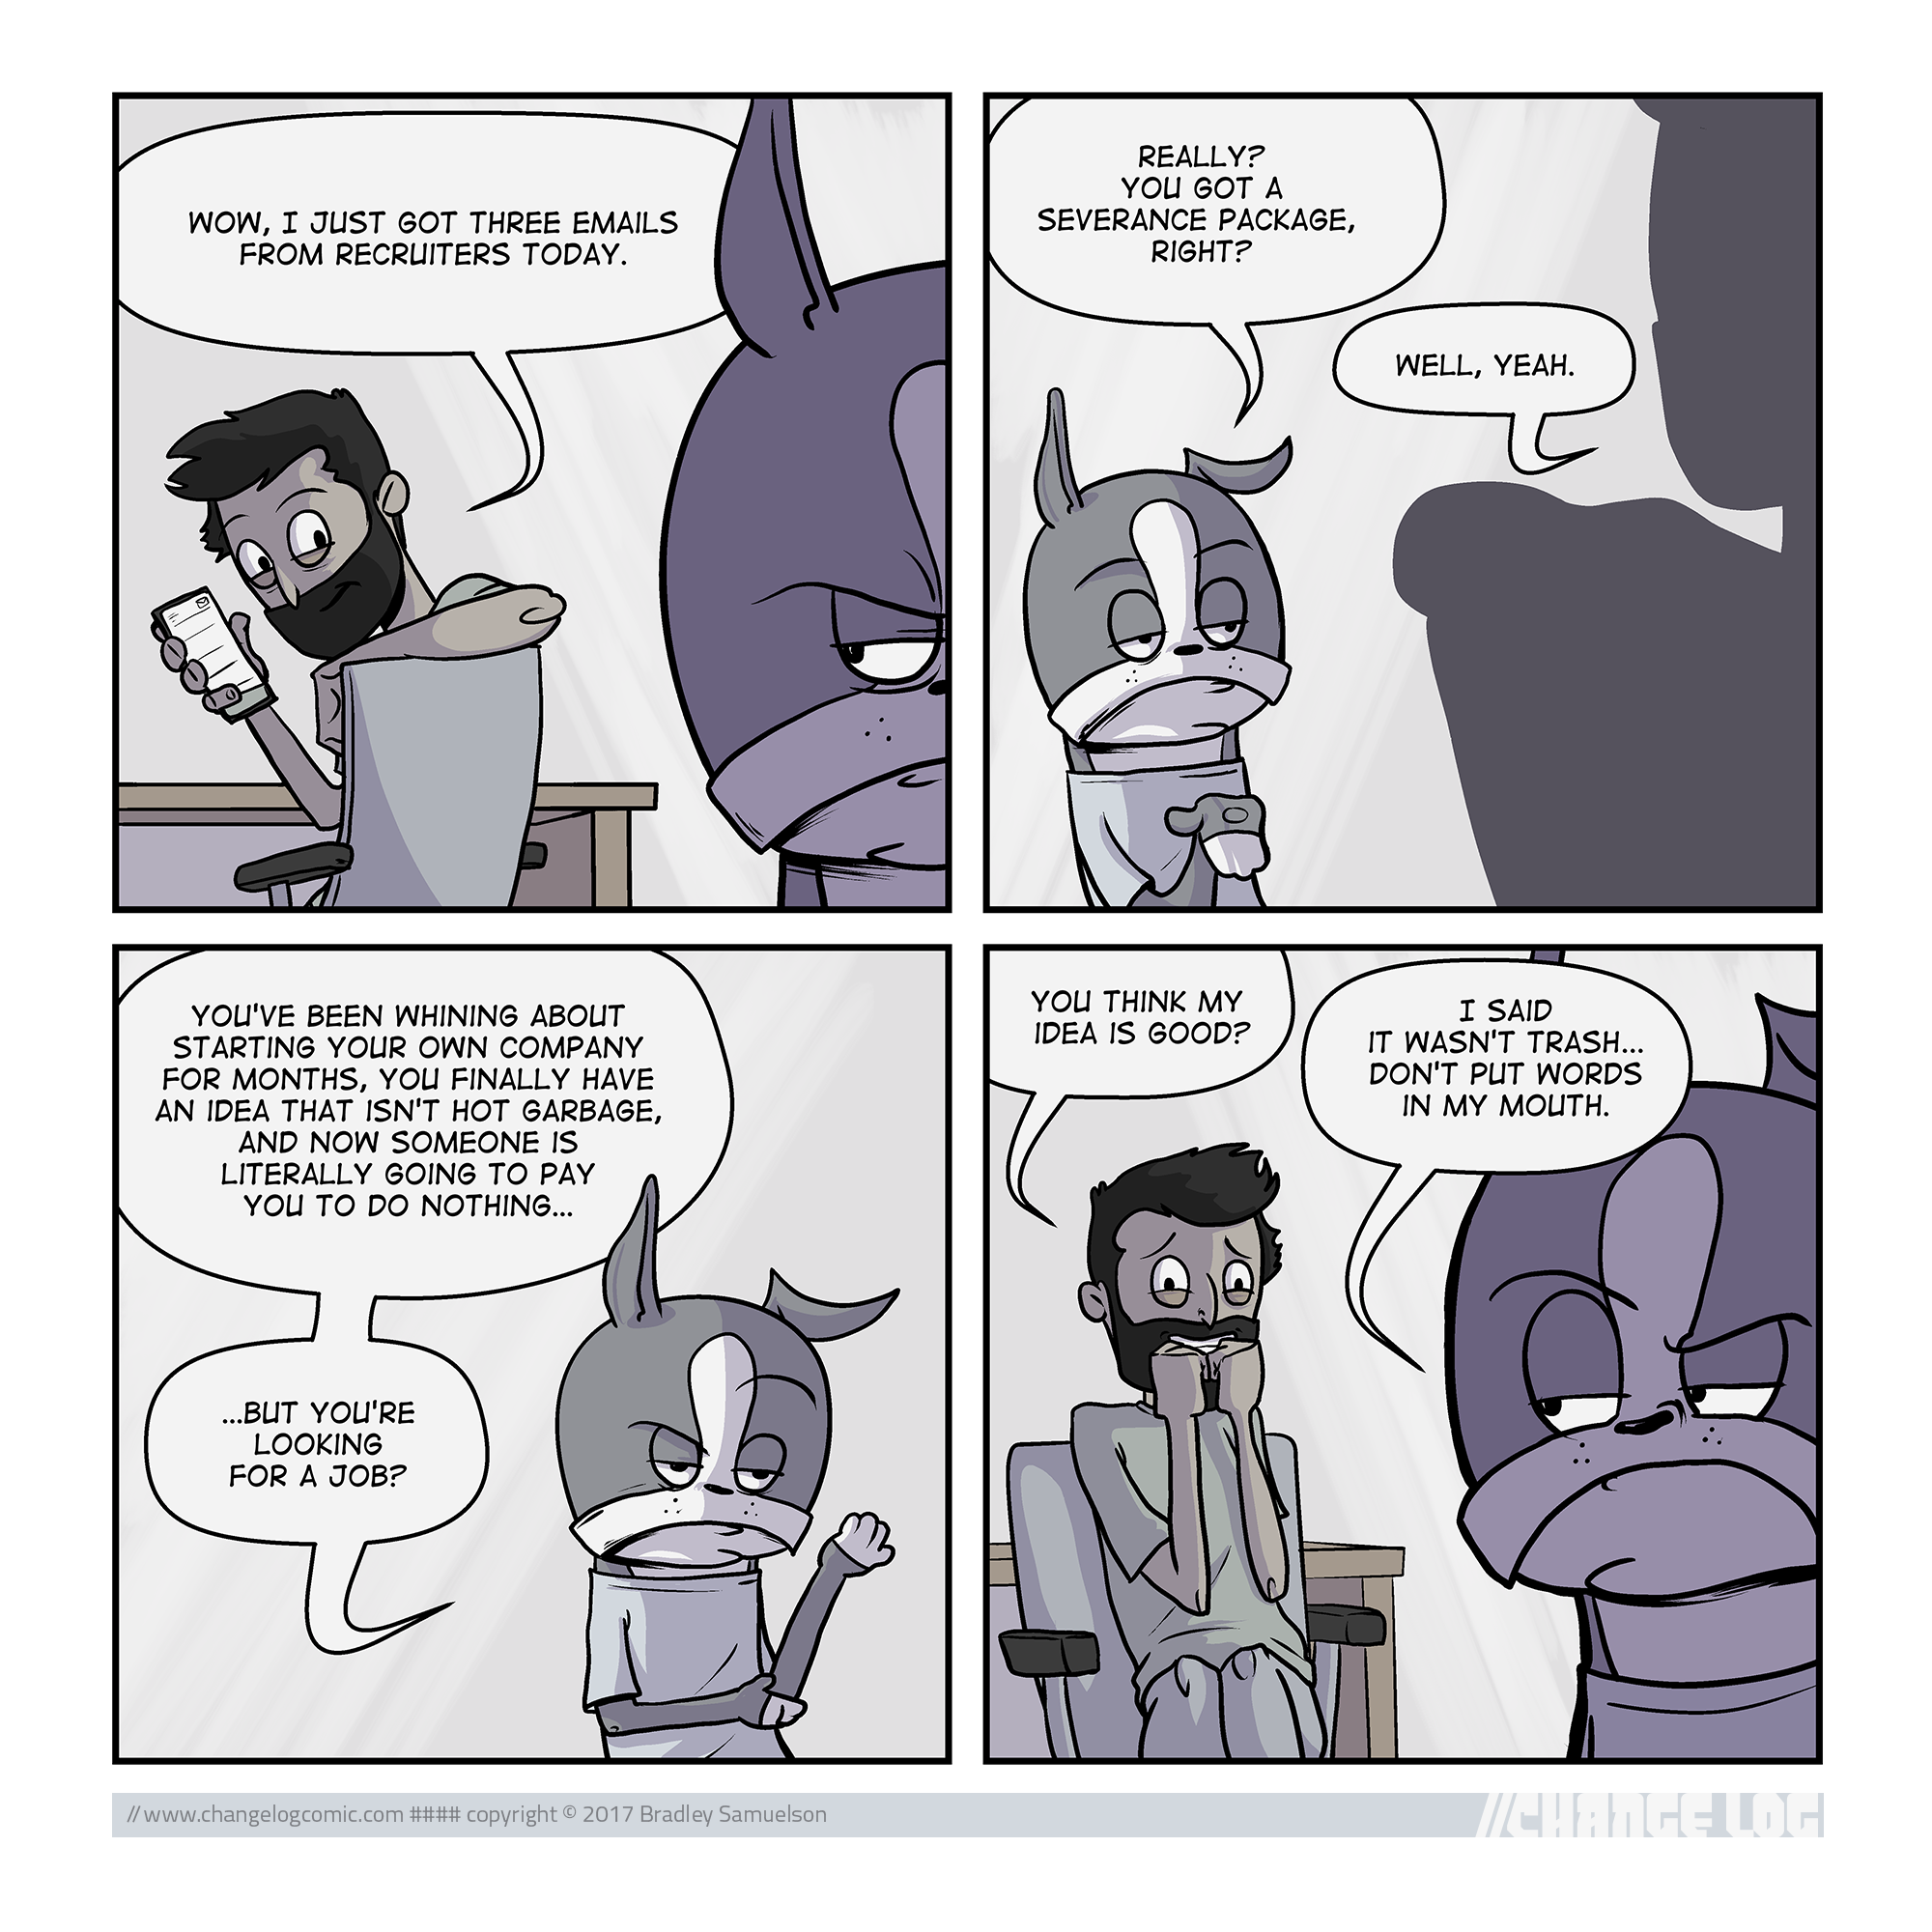 WOW, I JUST GOT THREE EMAILS
FROM RECRUITERS TODAY.
REALLY?
YOU GOT A
SEVERANCE PACKAGE,
RIGHT?
WELL, YEAH.
YOU'VE BEEN WHINING ABOUT
STARTING YOUR OWN COMPANY
FOR MONTHS, YOU FINALLY HAVE
AN IDEA THAT ISN'T HOT GARBAGE,
AND NOW SOMEONE IS
LITERALLY GOING TO PAY
YOU TO DO NOTHING...
...BUT YOU'RE
LOOKING
FOR A JOB?
YOU THINK MY
IDEA IS GOOD?
I SAID
IT WASN'T TRASH...
DON'T PUT WORDS
IN MY MOUTH.
// www.changelogcomic.com #### copyright © 2017 Bradley Samuelson
//CHANGE LOG